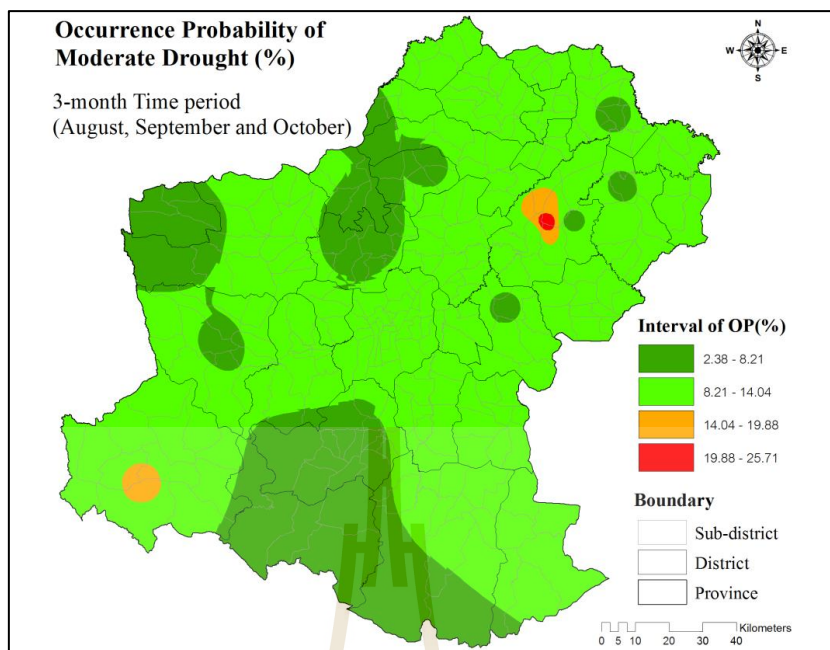 Occurrence Probability of
Moderate Drought (%)
3-month Time period
(August, September and October)
N
W E
S
Interval of OP(%)
2.38 - 8.21
8.21 - 14.04
14.04 - 19.88
19.88 - 25.71
Boundary
Sub-district
District
Province
Kilometers
0 5 10 20 30 40